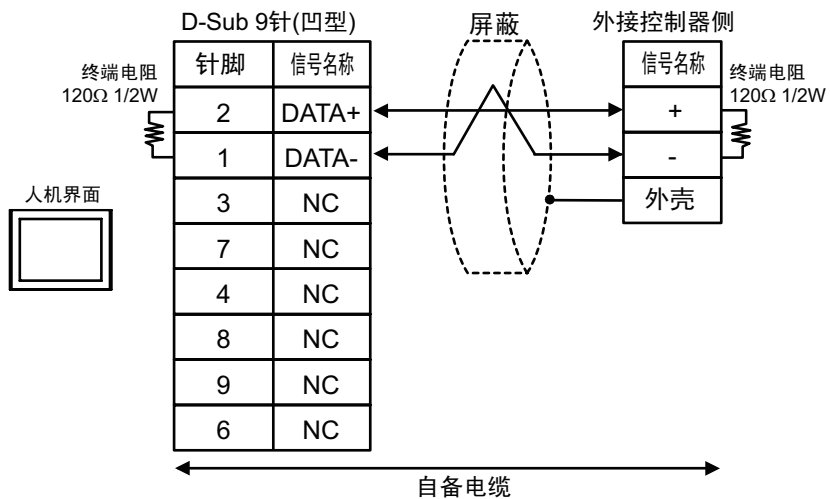 D-Sub 9针(凹型)
屏蔽
外接控制器侧
终端电阻
120Ω 1/2W
针脚 信号名称
信号名称
终端电阻
120Ω 1/2W
2 DATA+
+
1 DATA-
-
人机界面
3 NC
外壳
7 NC
4 NC
8 NC
9 NC
6 NC
自备电缆